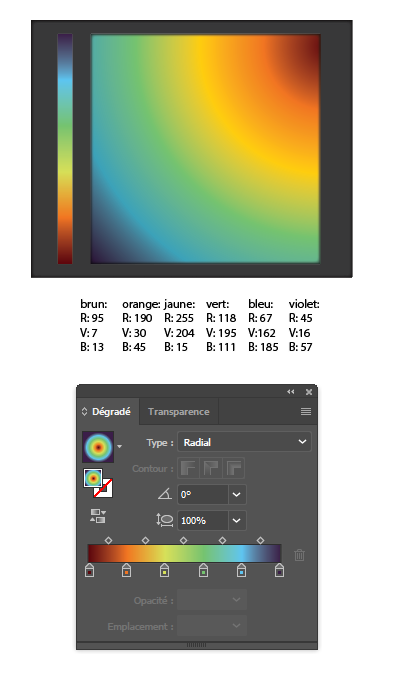 brun: orange: jaune: vert: bleu: violet:
R: 95 R: 190 R: 255 R: 118 R: 67 R: 45
V: 7 V: 30 V: 204 V: 195 V:162 V:16
B: 13 B: 45 B: 15 B: 111 B: 185 B: 57
Dégradé Transparence
Type : Radial
Contour :
0°
100%
Opacité :
Emplacement :